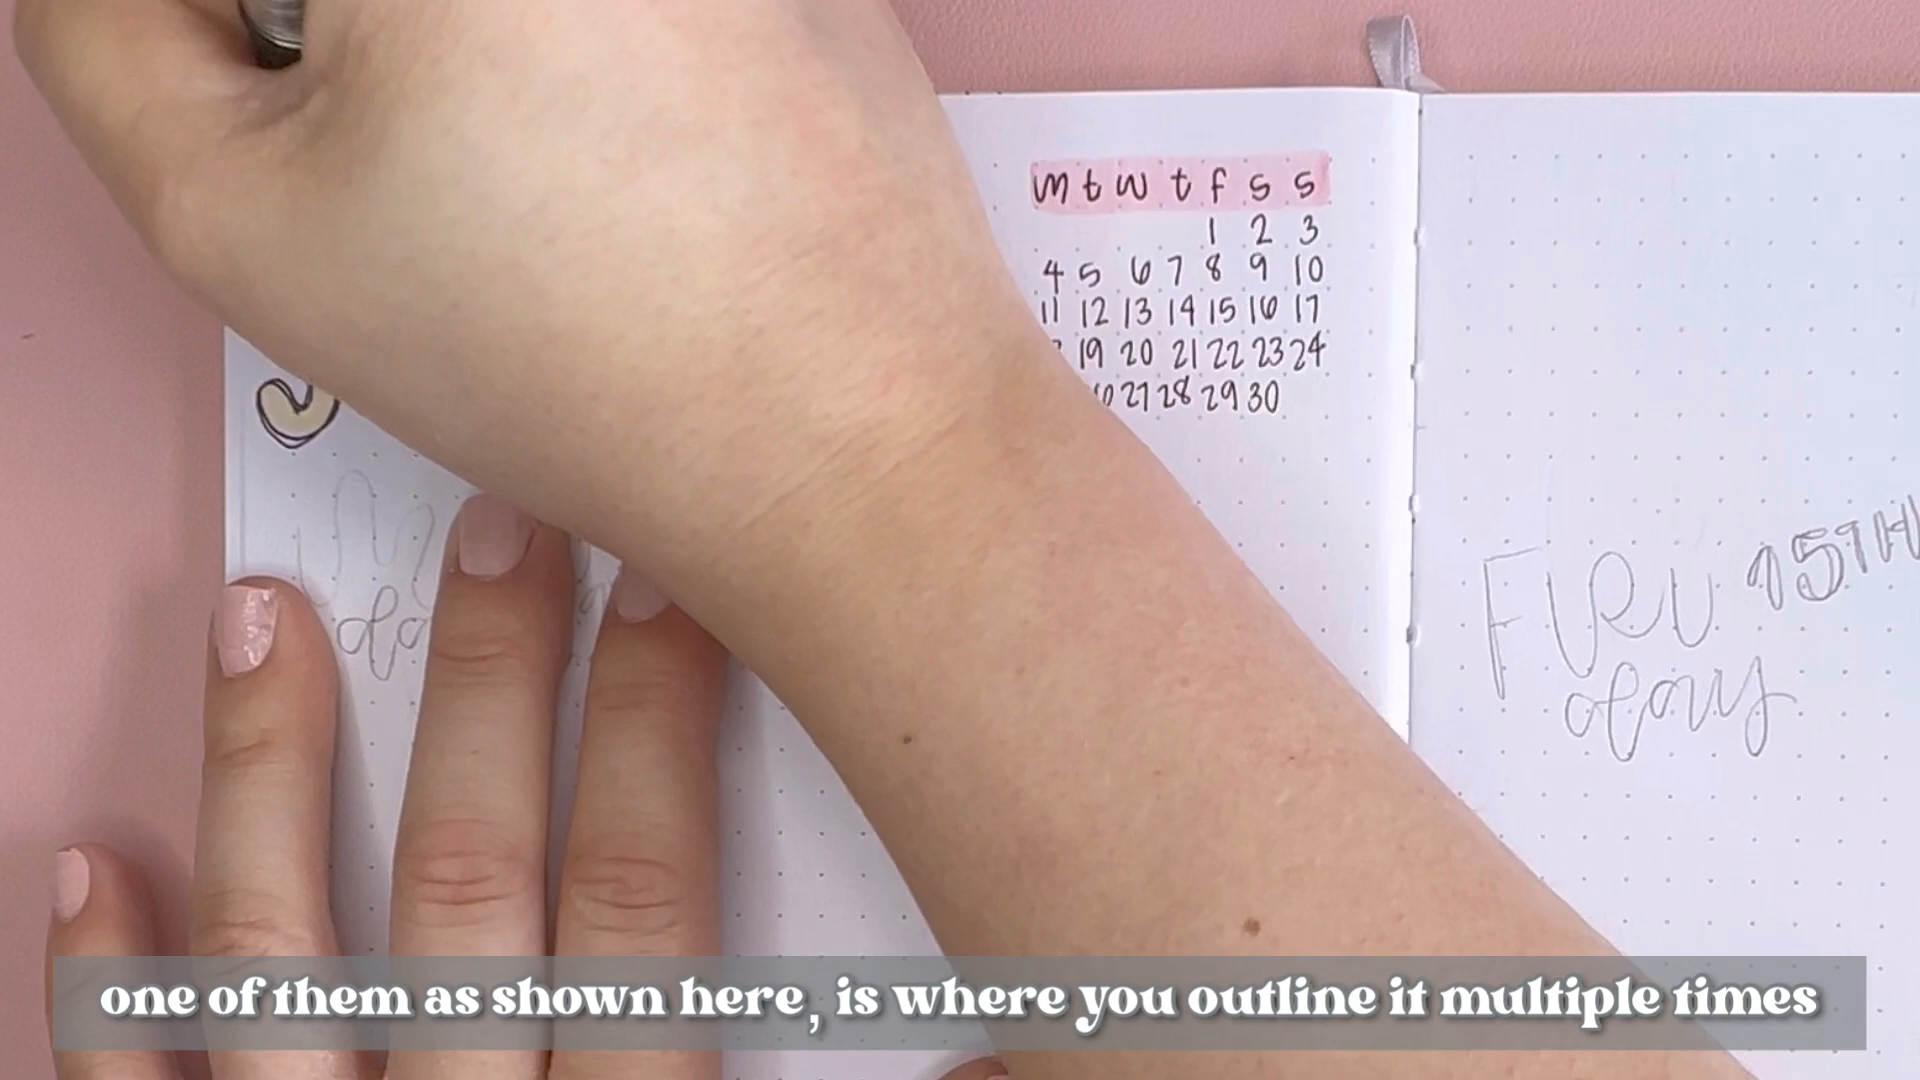 m t w t f s s
1 2 3
4 5 6 7 8 9 10
11 12 13 14 15 16 17
19 20 21 22 23 24
27 28 29 30
15TH
day
one of them as shown here, is where you outline it multiple times